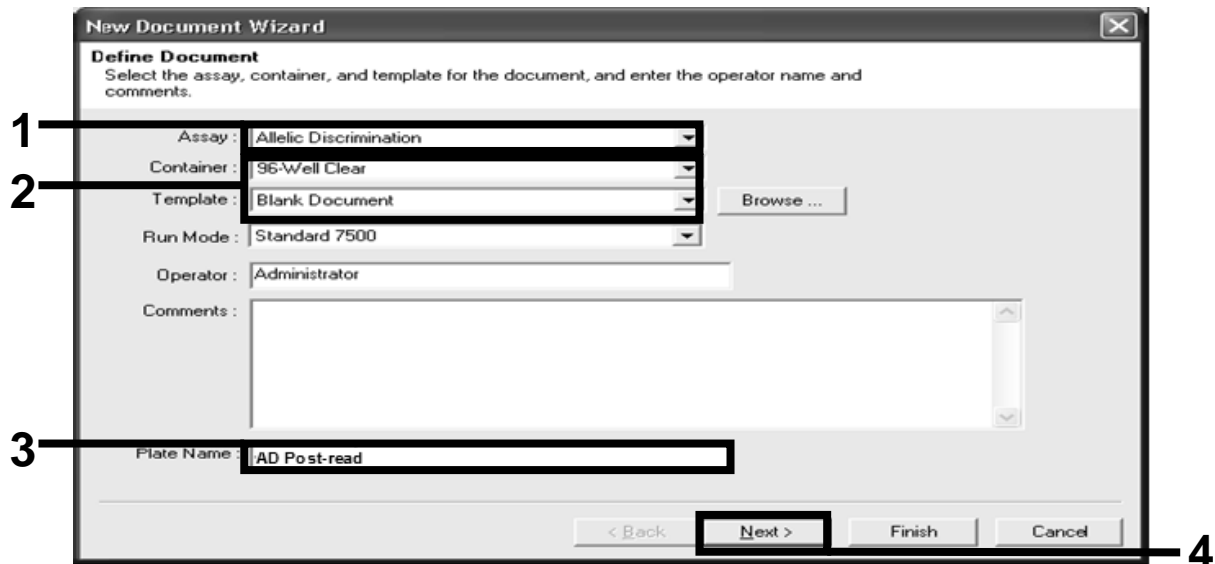 New Document Wizard
Define Document
Select the assay, container, and template for the document, and enter the operator name and
comments.
1
Assay : Allelic Discrimination
Container : 96-Well Clear
2
Template : Blank Document Browse ...
Run Mode : Standard 7500
Operator : Administrator
Comments :
3
Plate Name : AD Post-read
< Back Next > Finish Cancel
4